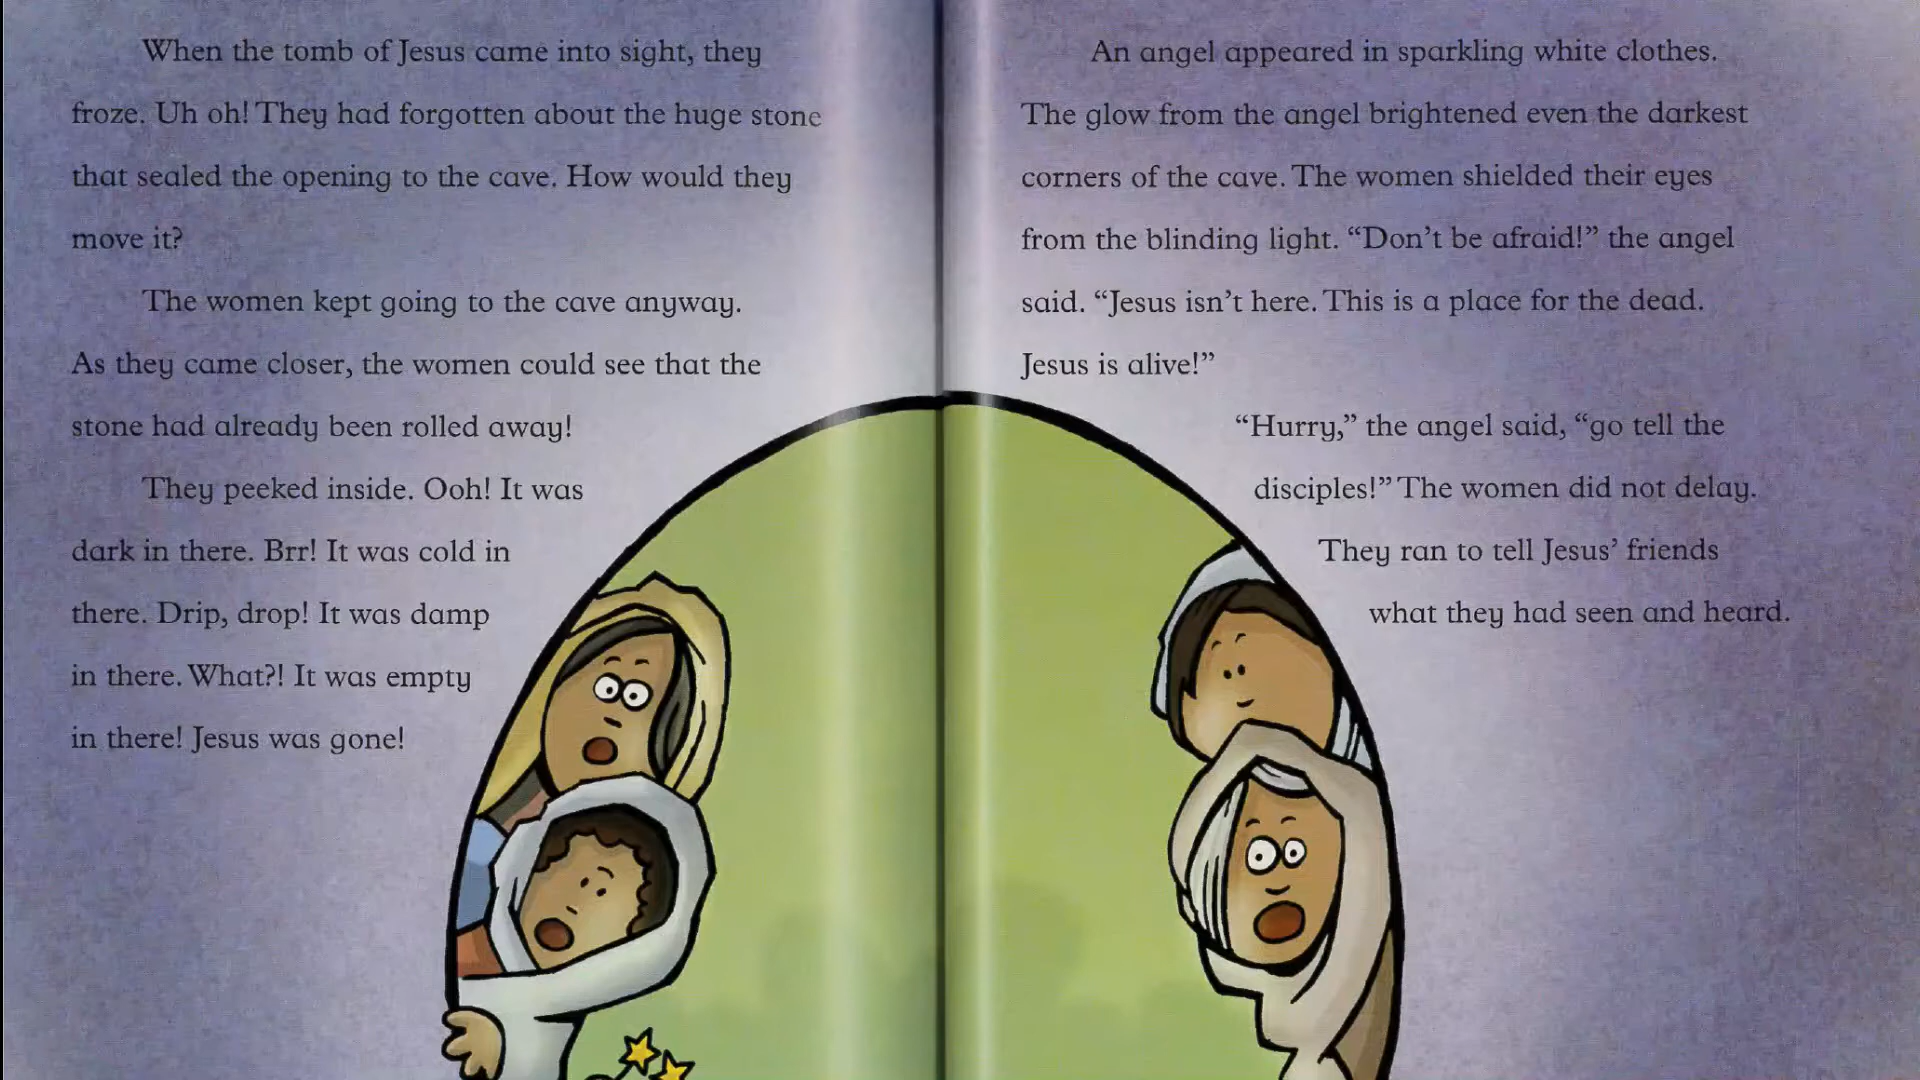 When the tomb of Jesus came into sight, they
froze. Uh oh! They had forgotten about the huge stone
that sealed the opening to the cave. How would they
move it?
The women kept going to the cave anyway.
As they came closer, the women could see that the
stone had already been rolled away!
They peeked inside. Ooh! It was
dark in there. Brr! It was cold in
there. Drip, drop! It was damp
in there. What?! It was empty
in there! Jesus was gone!
An angel appeared in sparkling white clothes.
The glow from the angel brightened even the darkest
corners of the cave. The women shielded their eyes
from the blinding light. “Don’t be afraid!” the angel
said. “Jesus isn’t here. This is a place for the dead.
Jesus is alive!”
“Hurry,” the angel said, “go tell the
disciples!” The women did not delay.
They ran to tell Jesus’ friends
what they had seen and heard.